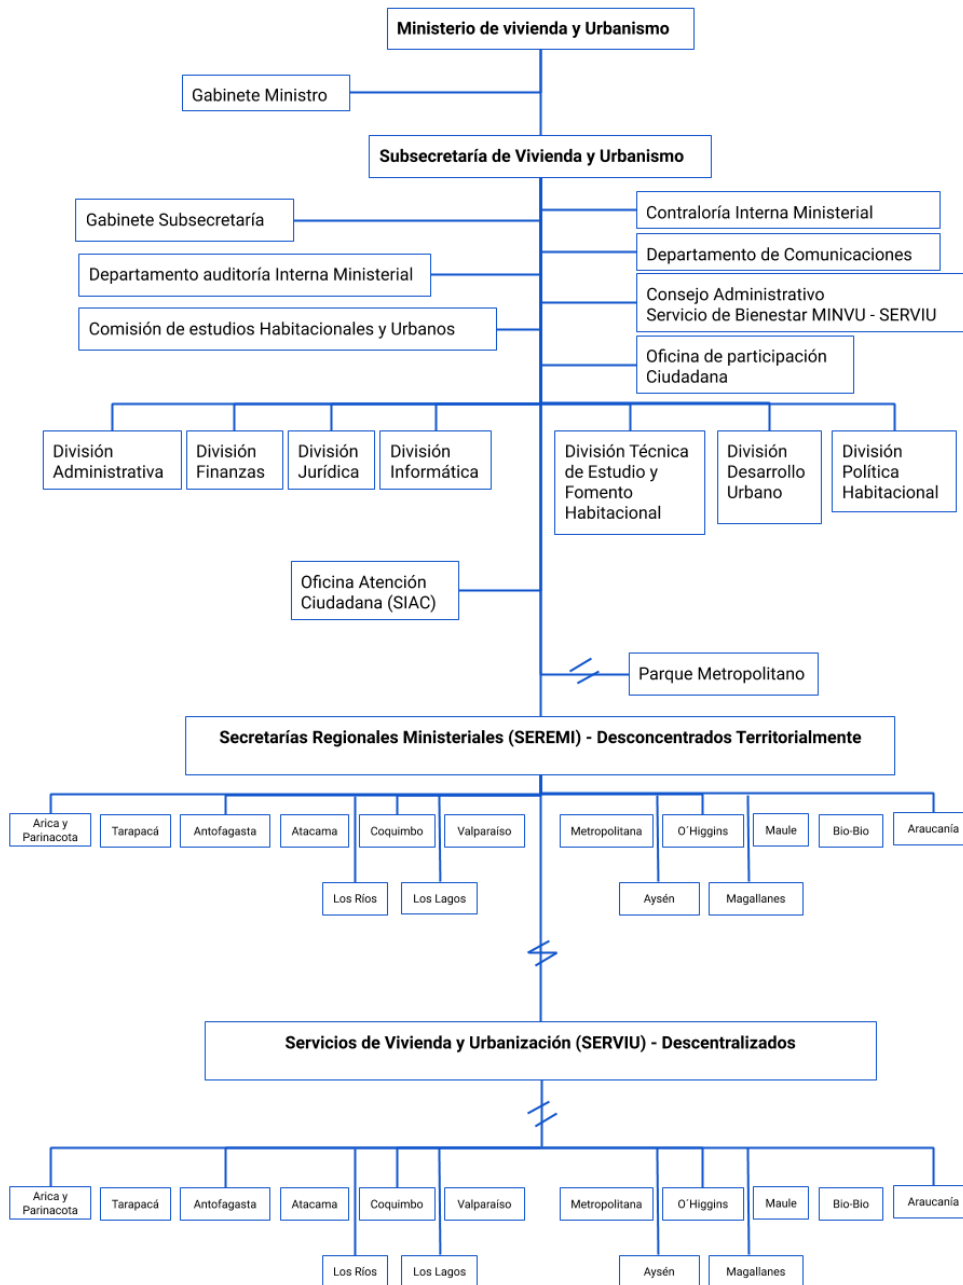 Ministerio de vivienda y Urbanismo
Gabinete Ministro
Subsecretaría de Vivienda y Urbanismo
Gabinete Subsecretaría
Contraloría Interna Ministerial
Departamento auditoría Interna Ministerial
Departamento de Comunicaciones
Comisión de estudios Habitacionales y Urbanos
Consejo Administrativo
Servicio de Bienestar MINVU - SERVIU
Oficina de participación
Ciudadana
División
Administrativa
División
Finanzas
División
Jurídica
División
Informática
División Técnica
de Estudio y
Fomento
Habitacional
División
Desarrollo
Urbano
División
Política
Habitacional
Oficina Atención
Ciudadana (SIAC)
Parque Metropolitano
Secretarías Regionales Ministeriales (SEREMI) - Desconcentrados Territorialmente
Arica y
Parinacota
Tarapacá
Antofagasta
Atacama
Coquimbo
Valparaíso
Metropolitana
O´Higgins
Maule
Bio-Bio
Araucanía
Los Ríos
Los Lagos
Aysén
Magallanes
Servicios de Vivienda y Urbanización (SERVIU) - Descentralizados
Arica y
Parinacota
Tarapacá
Antofagasta
Atacama
Coquimbo
Valparaíso
Metropolitana
O´Higgins
Maule
Bio-Bio
Araucanía
Los Ríos
Los Lagos
Aysén
Magallanes